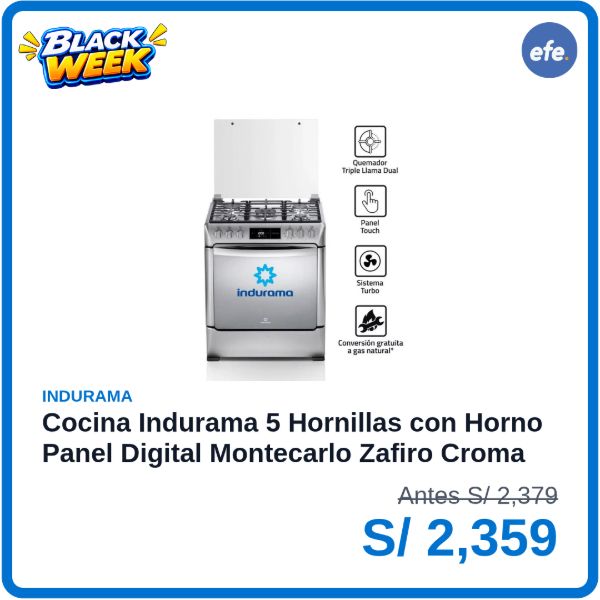 BLACK
WEEK
efe.
Quemador
Triple Llama Dual
Panel
Touch
Sistema
Turbo
Conversión gratuita
a gas natural*
efe
indurama
INDURAMA
Cocina Indurama 5 Hornillas con Horno
Panel Digital Montecarlo Zafiro Croma
Antes S/ 2,379
S/ 2,359